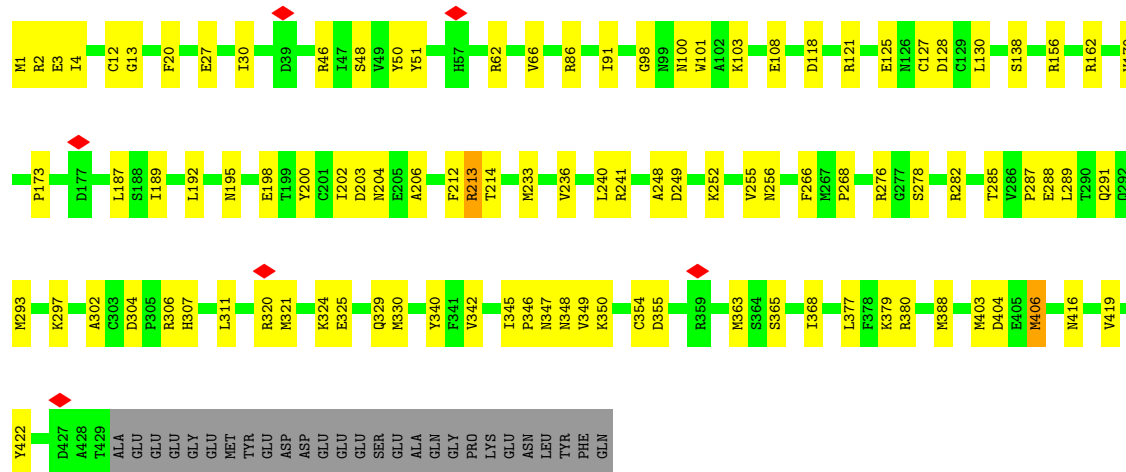 M1 R2 E3 I4 C12 G13 F20 E27 I30 D39 R46 I47 S48 V49 Y50 Y51 H57 R62 V66 R86 I91 G98 N99 N100 W101 A102 K103 E108 D118 R121 E125 N126 C127 D128 C129 L130 S138 R156 R162
P173 D177 L187 S188 I189 L192 N195 E198 T199 Y200 C201 I202 D203 N204 E205 A206 F212 R213 T214 M233 V236 L240 R241 A248 D249 K252 V255 N256 F266 M267 P268 R276 G277 S278 R282 T285 V286 P287 E288 L289 T290 Q291 Q292
M293 K297 A302 C303 D304 P305 R306 H307 L311 R320 M321 K324 E325 Q329 M330 Y340 F341 V342 I345 P346 N347 N348 V349 K350 C354 D355 R359 M363 S364 S365 I368 L377 F378 K379 R380 M388 M403 D404 E405 M406 N416 V419
Y422 D427 A428 T429 ALA GLU GLU GLU GLY GLU MET TYR GLU ASP ASP GLU GLU GLU SER GLU ALA GLN GLY PRO LYS GLU ASN LEU TYR PHE GLN